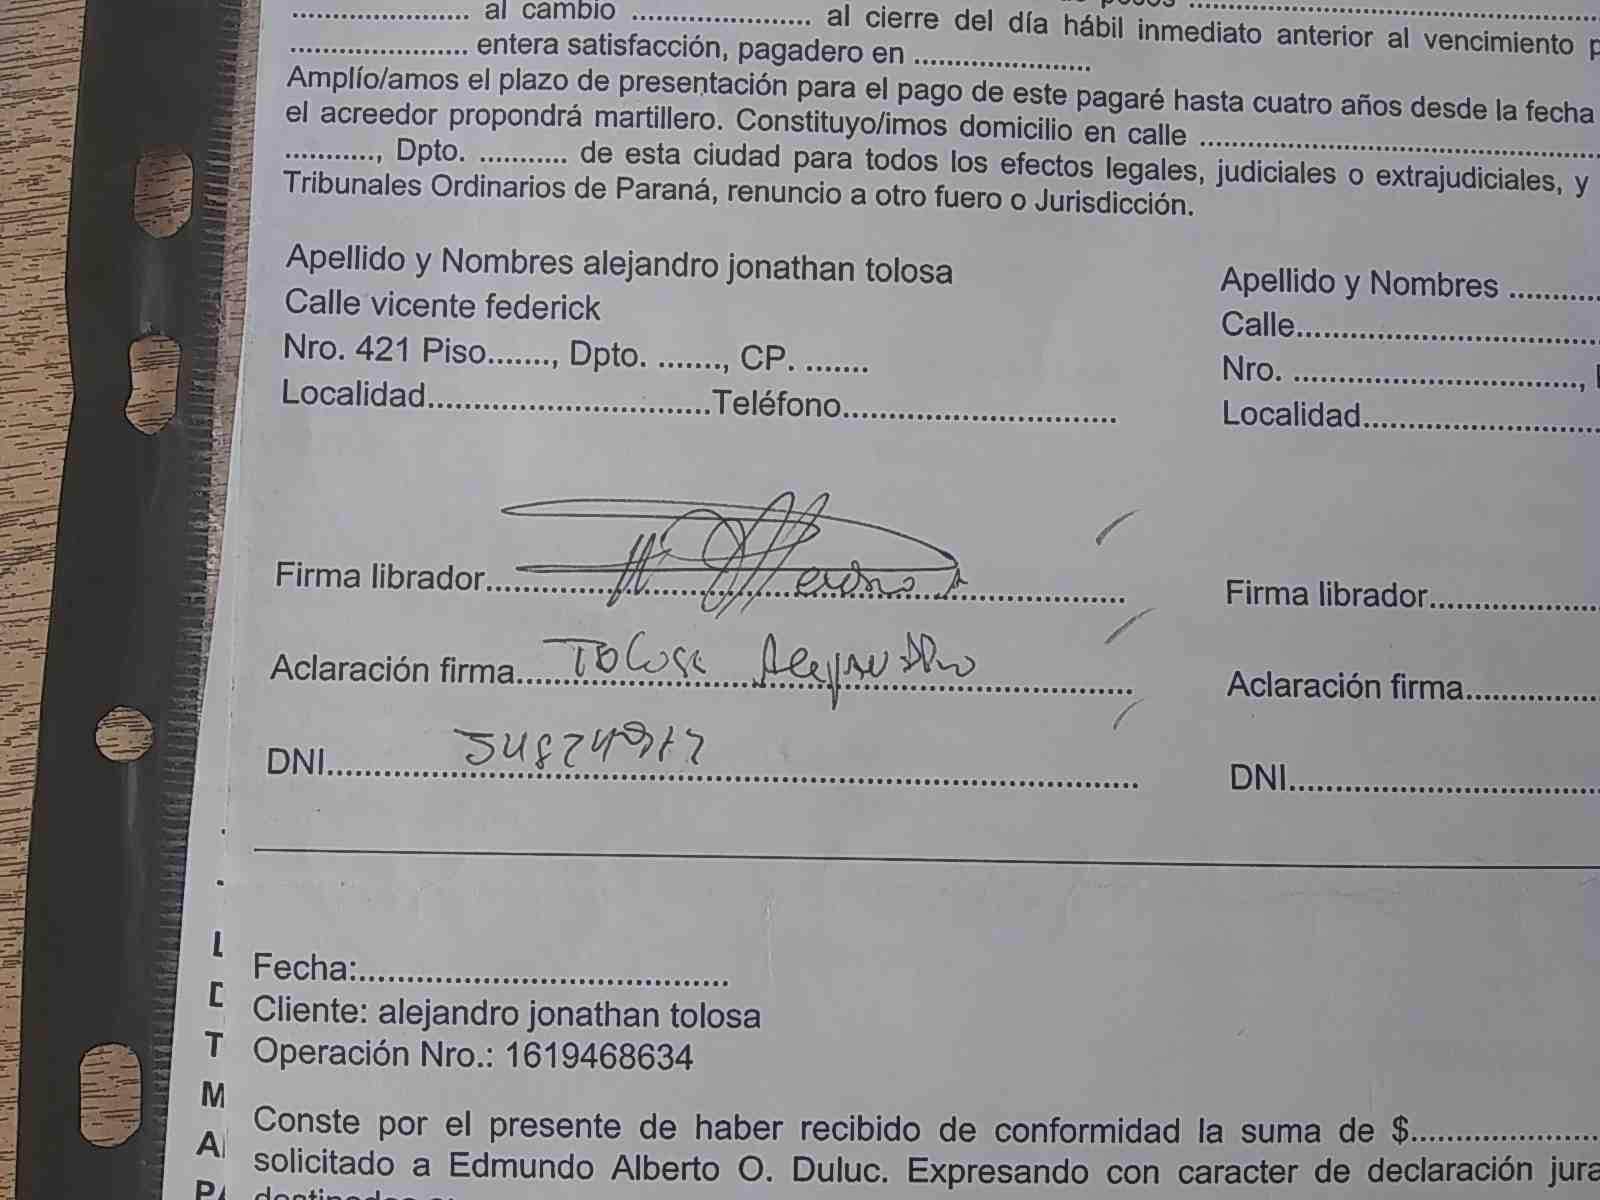 ..................... al cambio ..................... al cierre del día hábil inmediato anterior al vencimiento p
..................... entera satisfacción, pagadero en .....................
Amplío/amos el plazo de presentación para el pago de este pagaré hasta cuatro años desde la fecha
el acreedor propondrá martillero. Constituyo/imos domicilio en calle .....................
..........., Dpto. ........... de esta ciudad para todos los efectos legales, judiciales o extrajudiciales, y
Tribunales Ordinarios de Paraná, renuncio a otro fuero o Jurisdicción.
Apellido y Nombres alejandro jonathan tolosa
Calle vicente federick
Nro. 421 Piso......., Dpto. ......., CP. .......
Localidad...............................Teléfono..............................
Firma librador.....................
Aclaración firma..... Tolosa Alejandro
DNI.....................
Apellido y Nombres ..........
Calle.....................
Nro. ..............................,
Localidad.....................
Firma librador..................
Aclaración firma..............
DNI.....................
Fecha:........................................
Cliente: alejandro jonathan tolosa
Operación Nro.: 1619468634
Conste por el presente de haber recibido de conformidad la suma de $.....................
solicitado a Edmundo Alberto O. Duluc. Expresando con caracter de declaración jura
L
D
T
M
A
PA